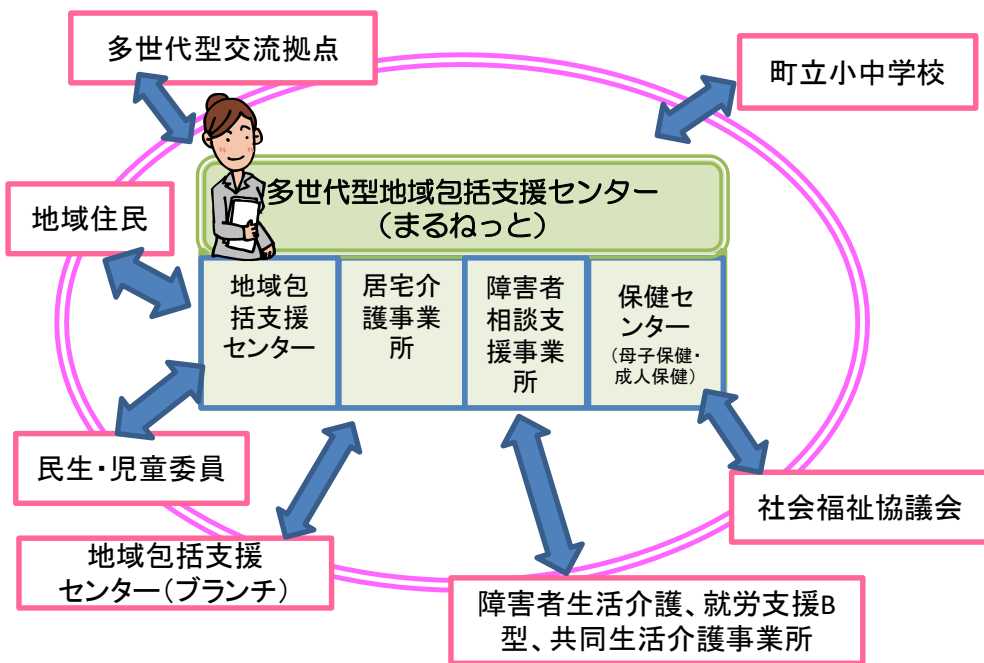 多世代型交流拠点
町立小中学校
多世代型地域包括支援センター
（まるねっと）
地域住民
地域包
括支援
センター
居宅介
護事業
所
障害者
相談支
援事業
所
保健セ
ンター
（母子保健・
成人保健）
民生・児童委員
社会福祉協議会
地域包括支援
センター（ブランチ）
障害者生活介護、就労支援B
型、共同生活介護事業所